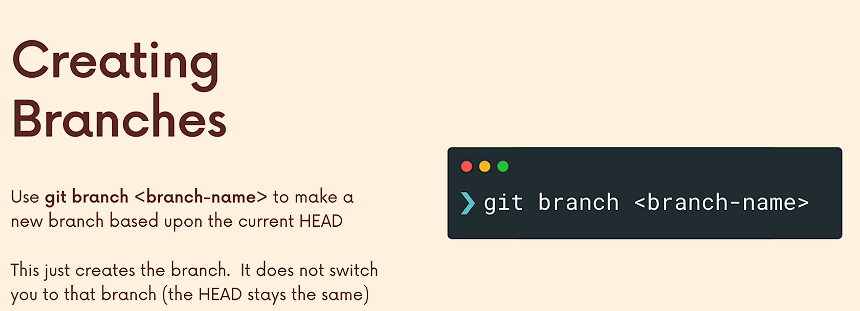 Creating
Branches
Use git branch <branch-name> to make a
new branch based upon the current HEAD
This just creates the branch.  It does not switch
you to that branch (the HEAD stays the same)
❯ git branch <branch-name>